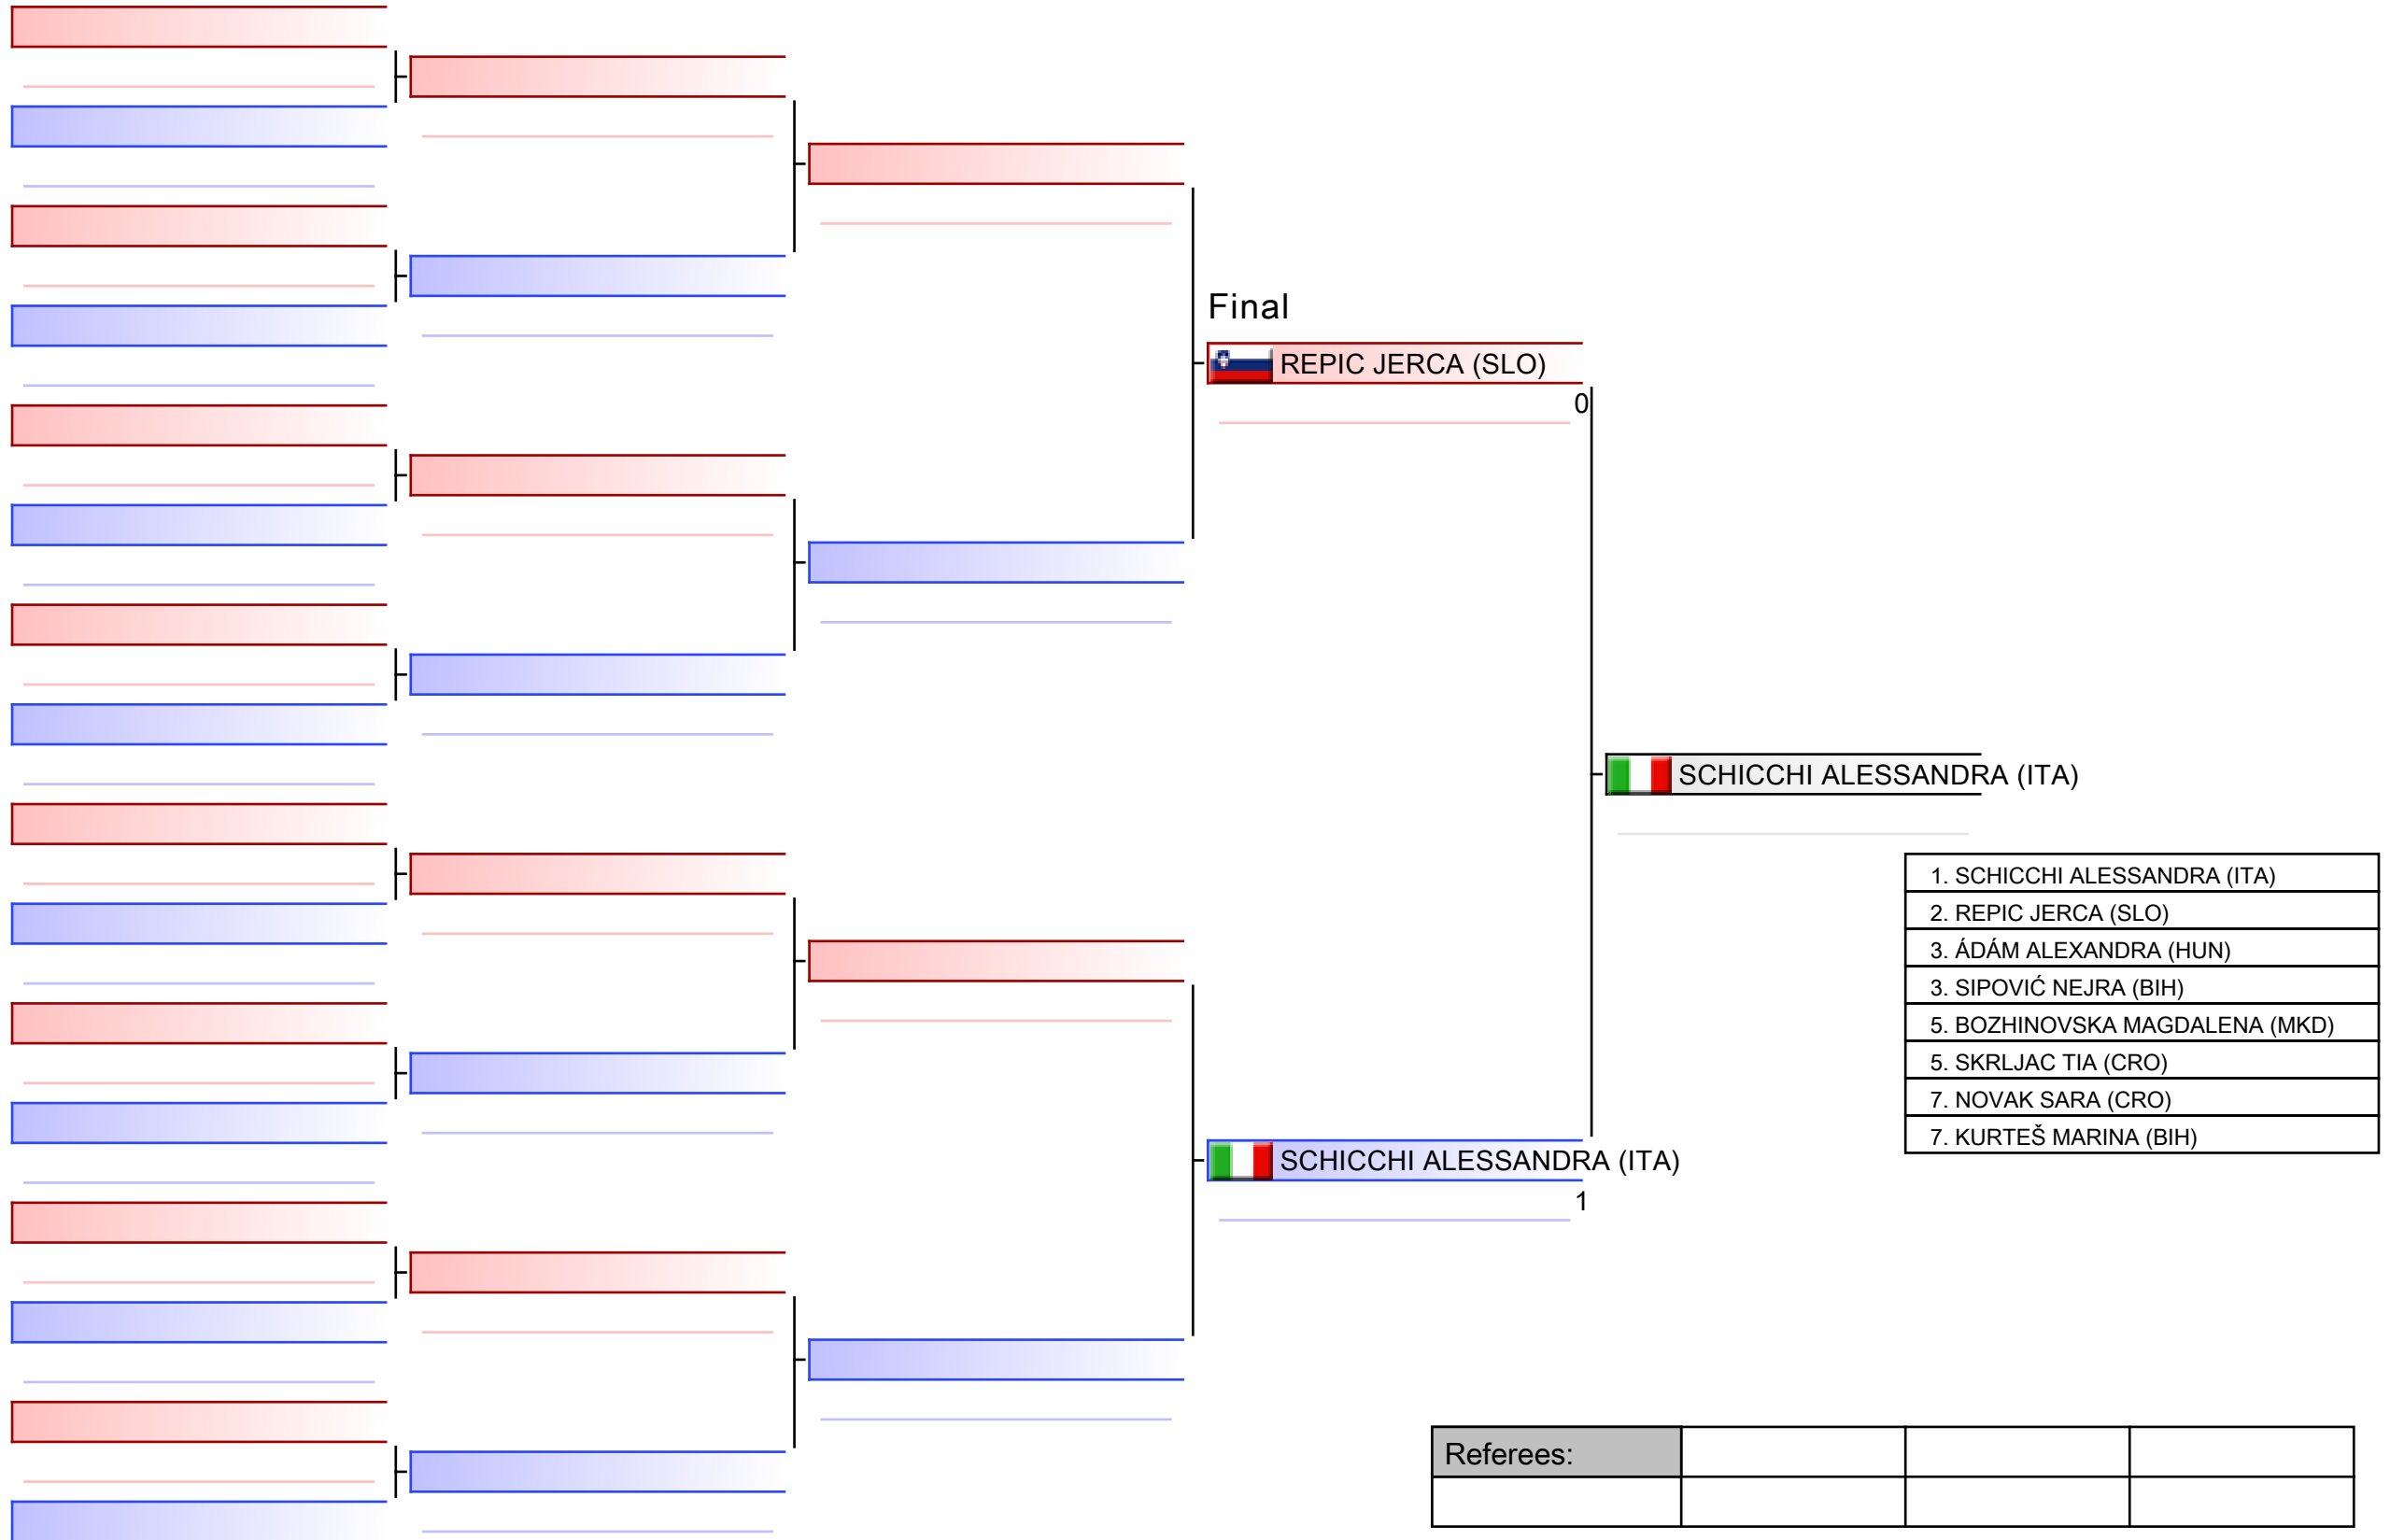 Final
REPIC JERCA (SLO)
0
SCHICCHI ALESSANDRA (ITA)
1. SCHICCHI ALESSANDRA (ITA)
2. REPIC JERCA (SLO)
3. ÁDÁM ALEXANDRA (HUN)
3. SIPOVIĆ NEJRA (BIH)
5. BOZHINOVSKA MAGDALENA (MKD)
5. SKRLJAC TIA (CRO)
7. NOVAK SARA (CRO)
7. KURTEŠ MARINA (BIH)
SCHICCHI ALESSANDRA (ITA)
1
Referees: